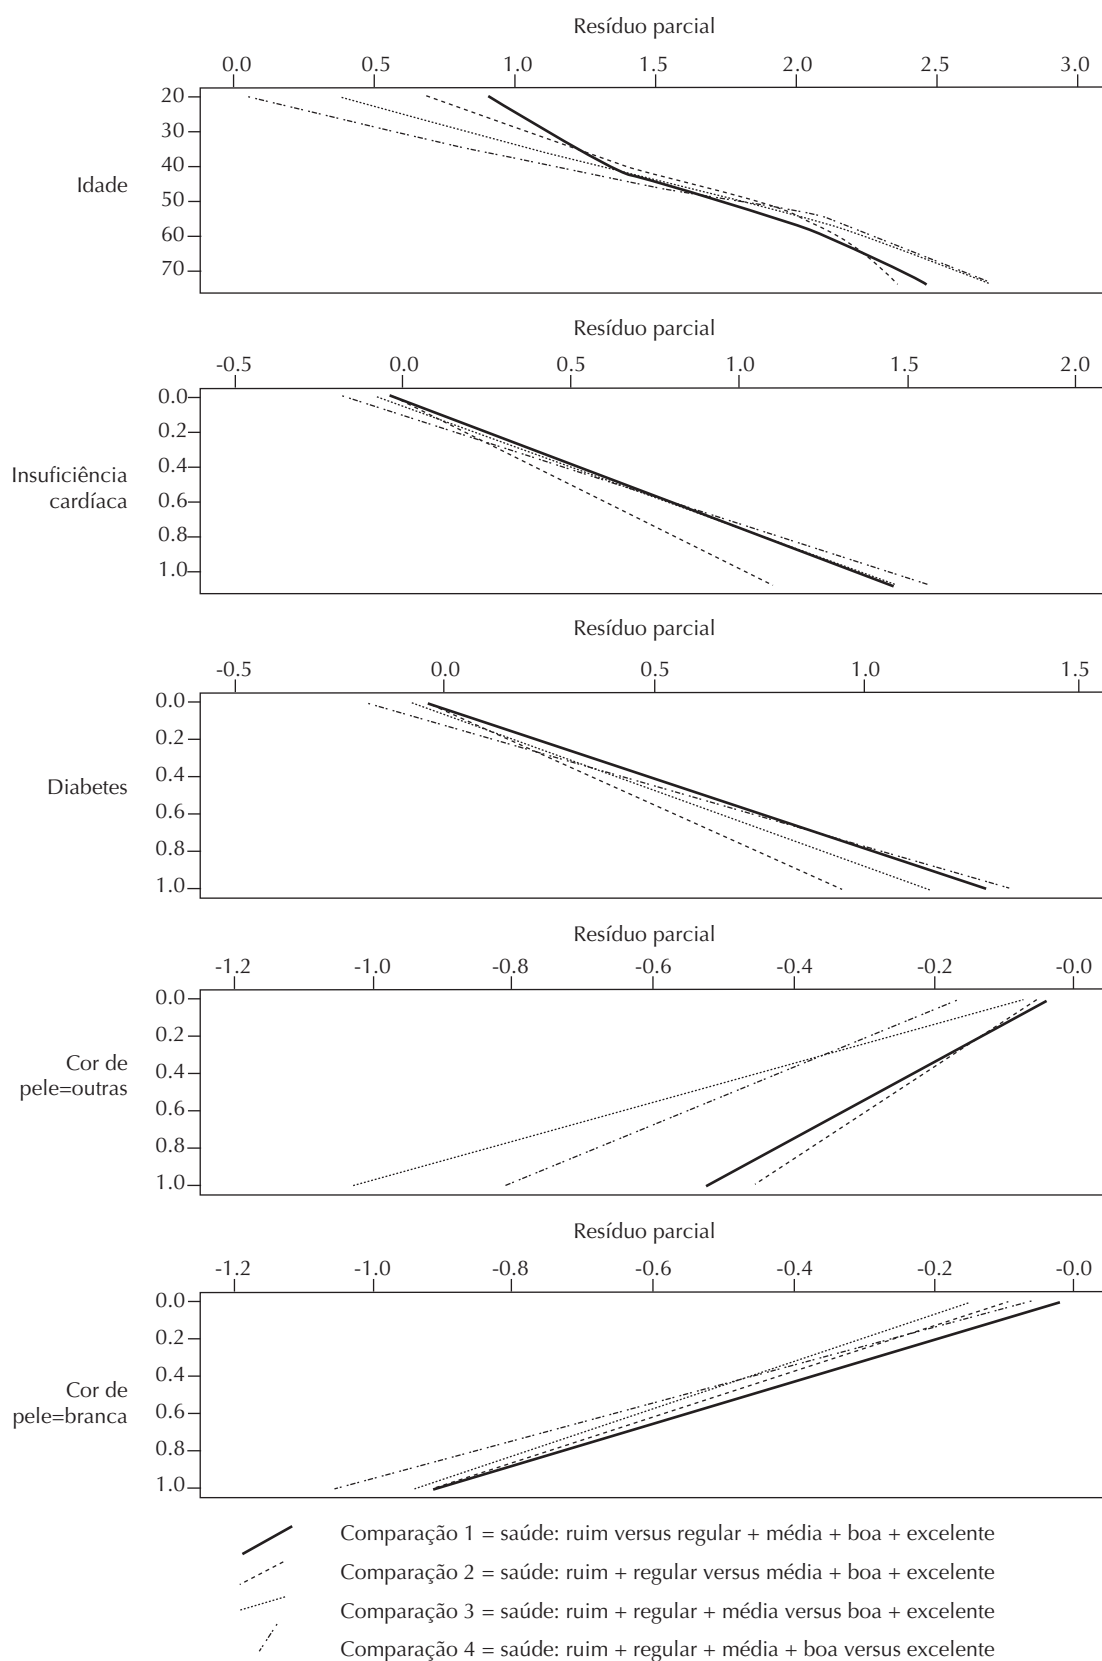 Resíduo parcial
0.0 0.5 1.0 1.5 2.0 2.5 3.0
20
30
40
Idade
50
60
70
Resíduo parcial
-0.5 0.0 0.5 1.0 1.5 2.0
0.0
0.2
0.4
Insuficiência
cardíaca
0.6
0.8
1.0
Resíduo parcial
-0.5 0.0 0.5 1.0 1.5
0.0
0.2
0.4
Diabetes
0.6
0.8
1.0
Resíduo parcial
-1.2 -1.0 -0.8 -0.6 -0.4 -0.2 -0.0
0.0
0.2
0.4
Cor de
pele=outras
0.6
0.8
1.0
Resíduo parcial
-1.2 -1.0 -0.8 -0.6 -0.4 -0.2 -0.0
0.0
0.2
0.4
Cor de
pele=branca
0.6
0.8
1.0
Comparação 1 = saúde: ruim versus regular + média + boa + excelente
Comparação 2 = saúde: ruim + regular versus média + boa + excelente
Comparação 3 = saúde: ruim + regular + média versus boa + excelente
Comparação 4 = saúde: ruim + regular + média + boa versus excelente